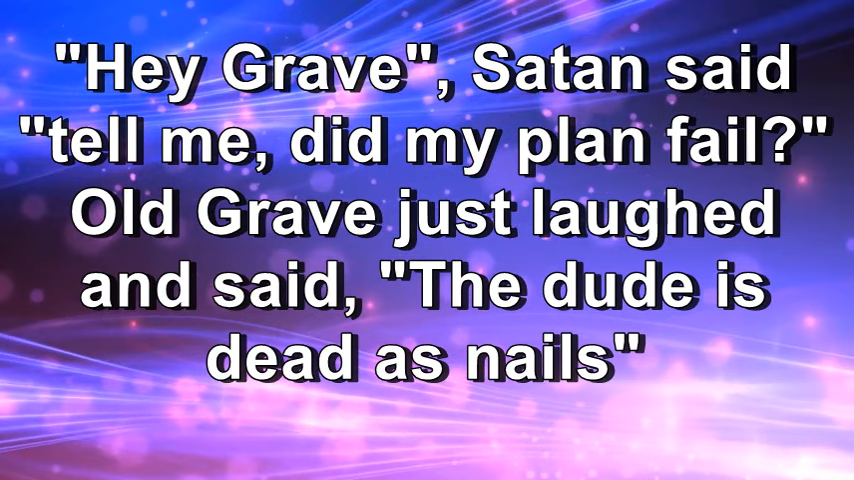 "Hey Grave", Satan said
"tell me, did my plan fail?"
Old Grave just laughed
and said, "The dude is
dead as nails"